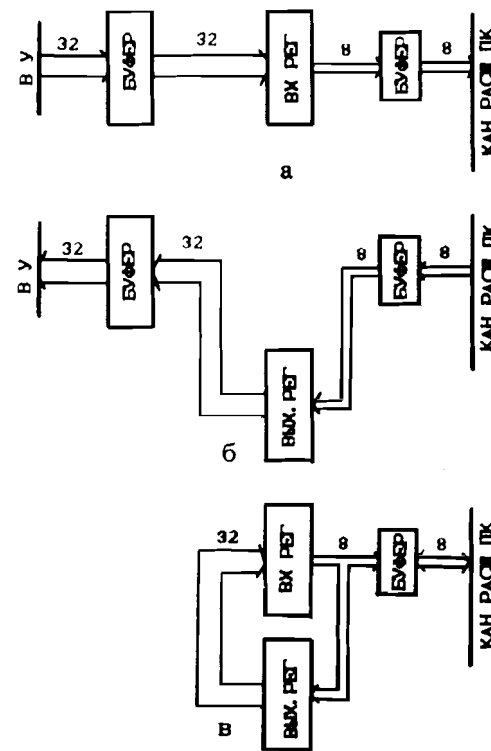 32
32
8
8
В У
БУФЕР
ВХ РЕГ
БУФЕР
КАН. РАСШ ПК
а
32
32
8
8
В У
БУФЕР
БУФЕР
КАН. РАСШ ПК
ВЫХ. РЕГ
б
32
8
8
ВХ РЕГ
БУФЕР
КАН. РАСШ ПК
ВЫХ. РЕГ
в